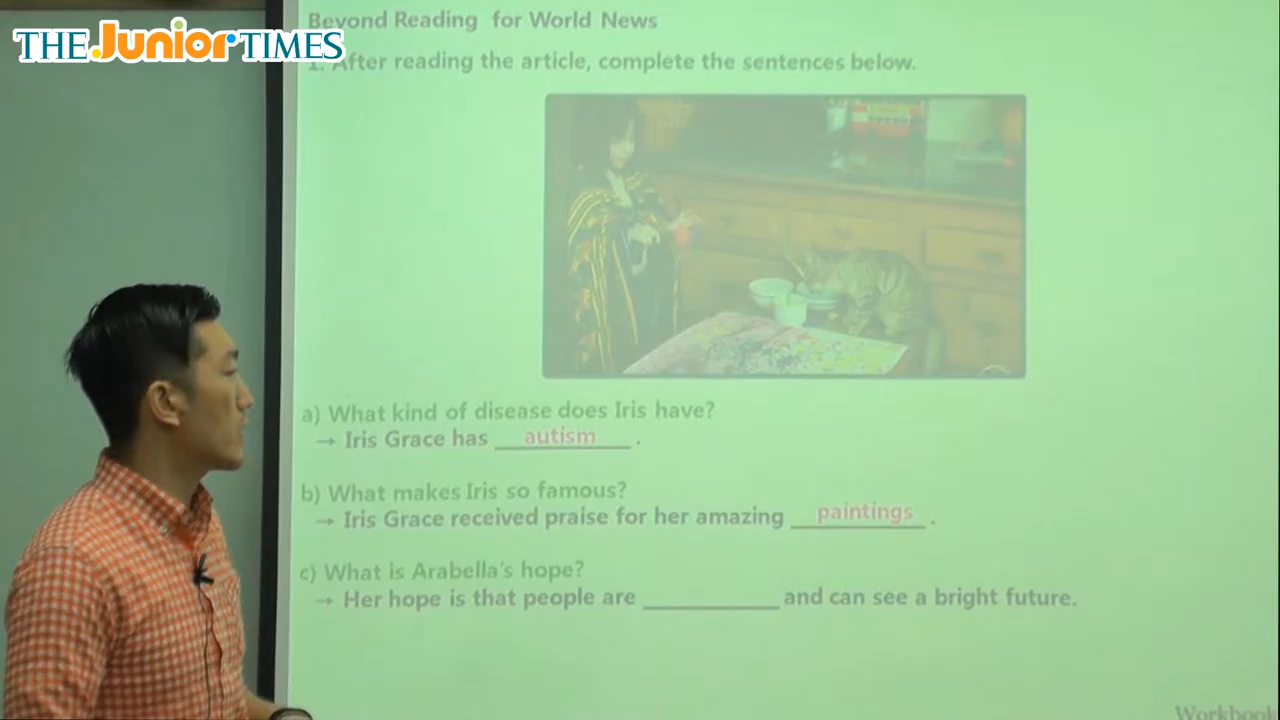 THE Junior TIMES
Beyond Reading for World News
1. After reading the article, complete the sentences below.
a) What kind of disease does Iris have?
→ Iris Grace has autism.
b) What makes Iris so famous?
→ Iris Grace received praise for her amazing paintings.
c) What is Arabella's hope?
→ Her hope is that people are __________ and can see a bright future.
Workbook